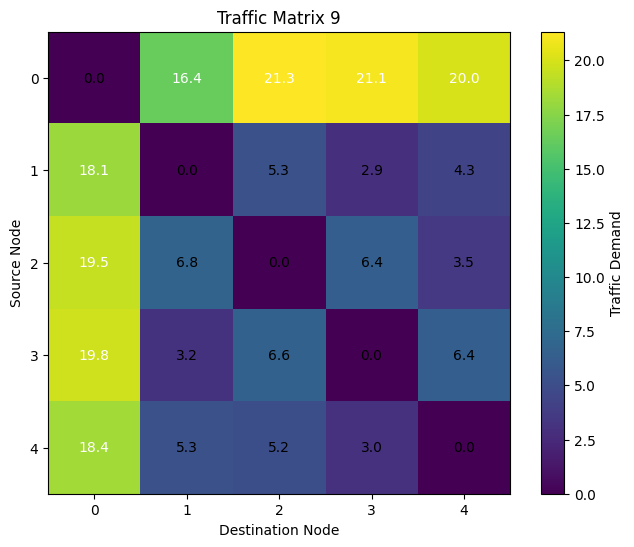 Traffic Matrix 9
Source Node
0 0.0 16.4 21.3 21.1 20.0
1 18.1 0.0 5.3 2.9 4.3
2 19.5 6.8 0.0 6.4 3.5
3 19.8 3.2 6.6 0.0 6.4
4 18.4 5.3 5.2 3.0 0.0
0 1 2 3 4
Destination Node
20.0
17.5
15.0
12.5
10.0
7.5
5.0
2.5
0.0
Traffic Demand